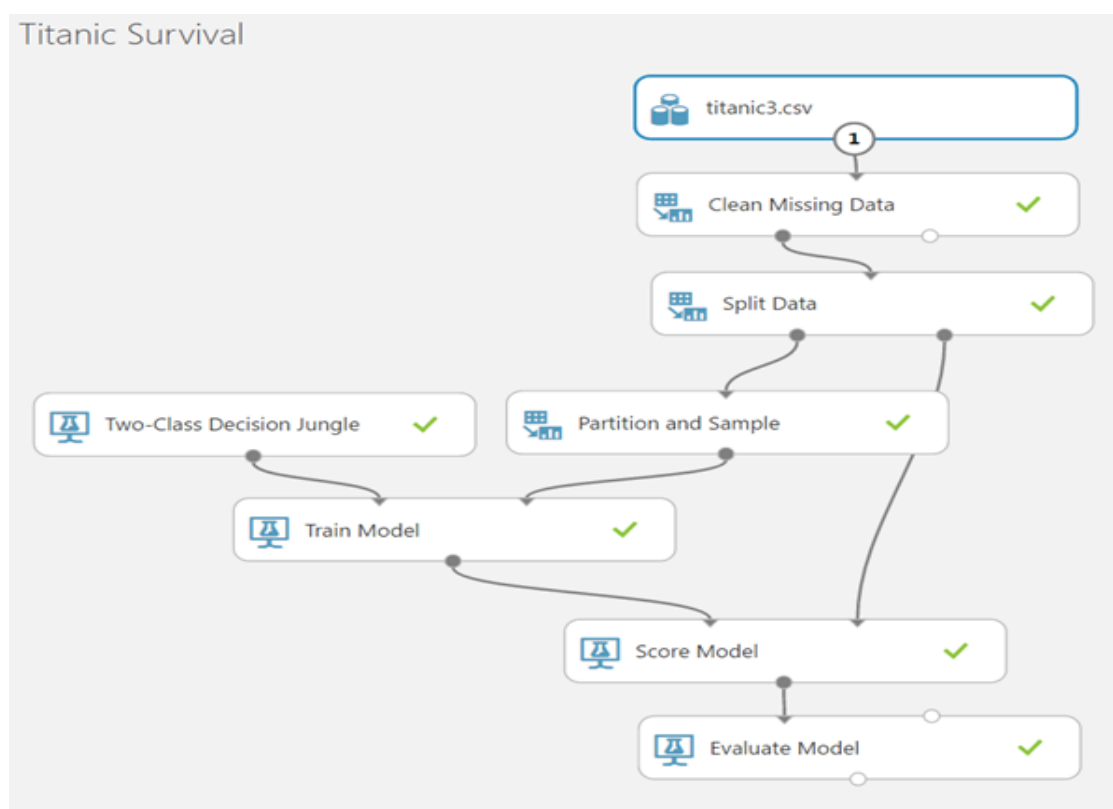 Titanic Survival
titanic3.csv
1
Clean Missing Data
Split Data
Two-Class Decision Jungle
Partition and Sample
Train Model
Score Model
Evaluate Model